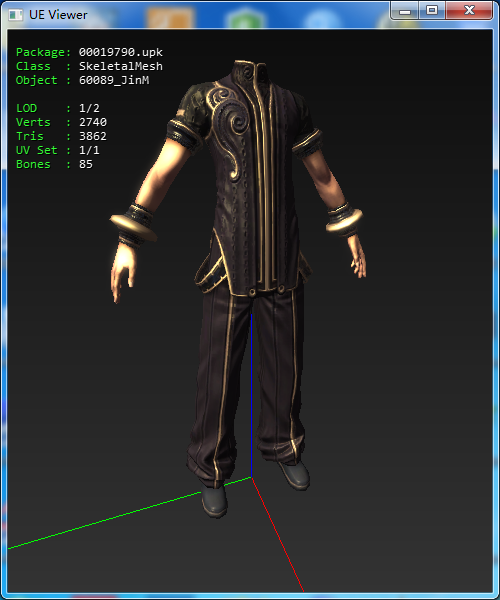 UE Viewer
Package: 00019790.upk
Class : SkeletalMesh
Object : 60089_JinM
LOD : 1/2
Verts : 2740
Tris : 3862
UV Set : 1/1
Bones : 85